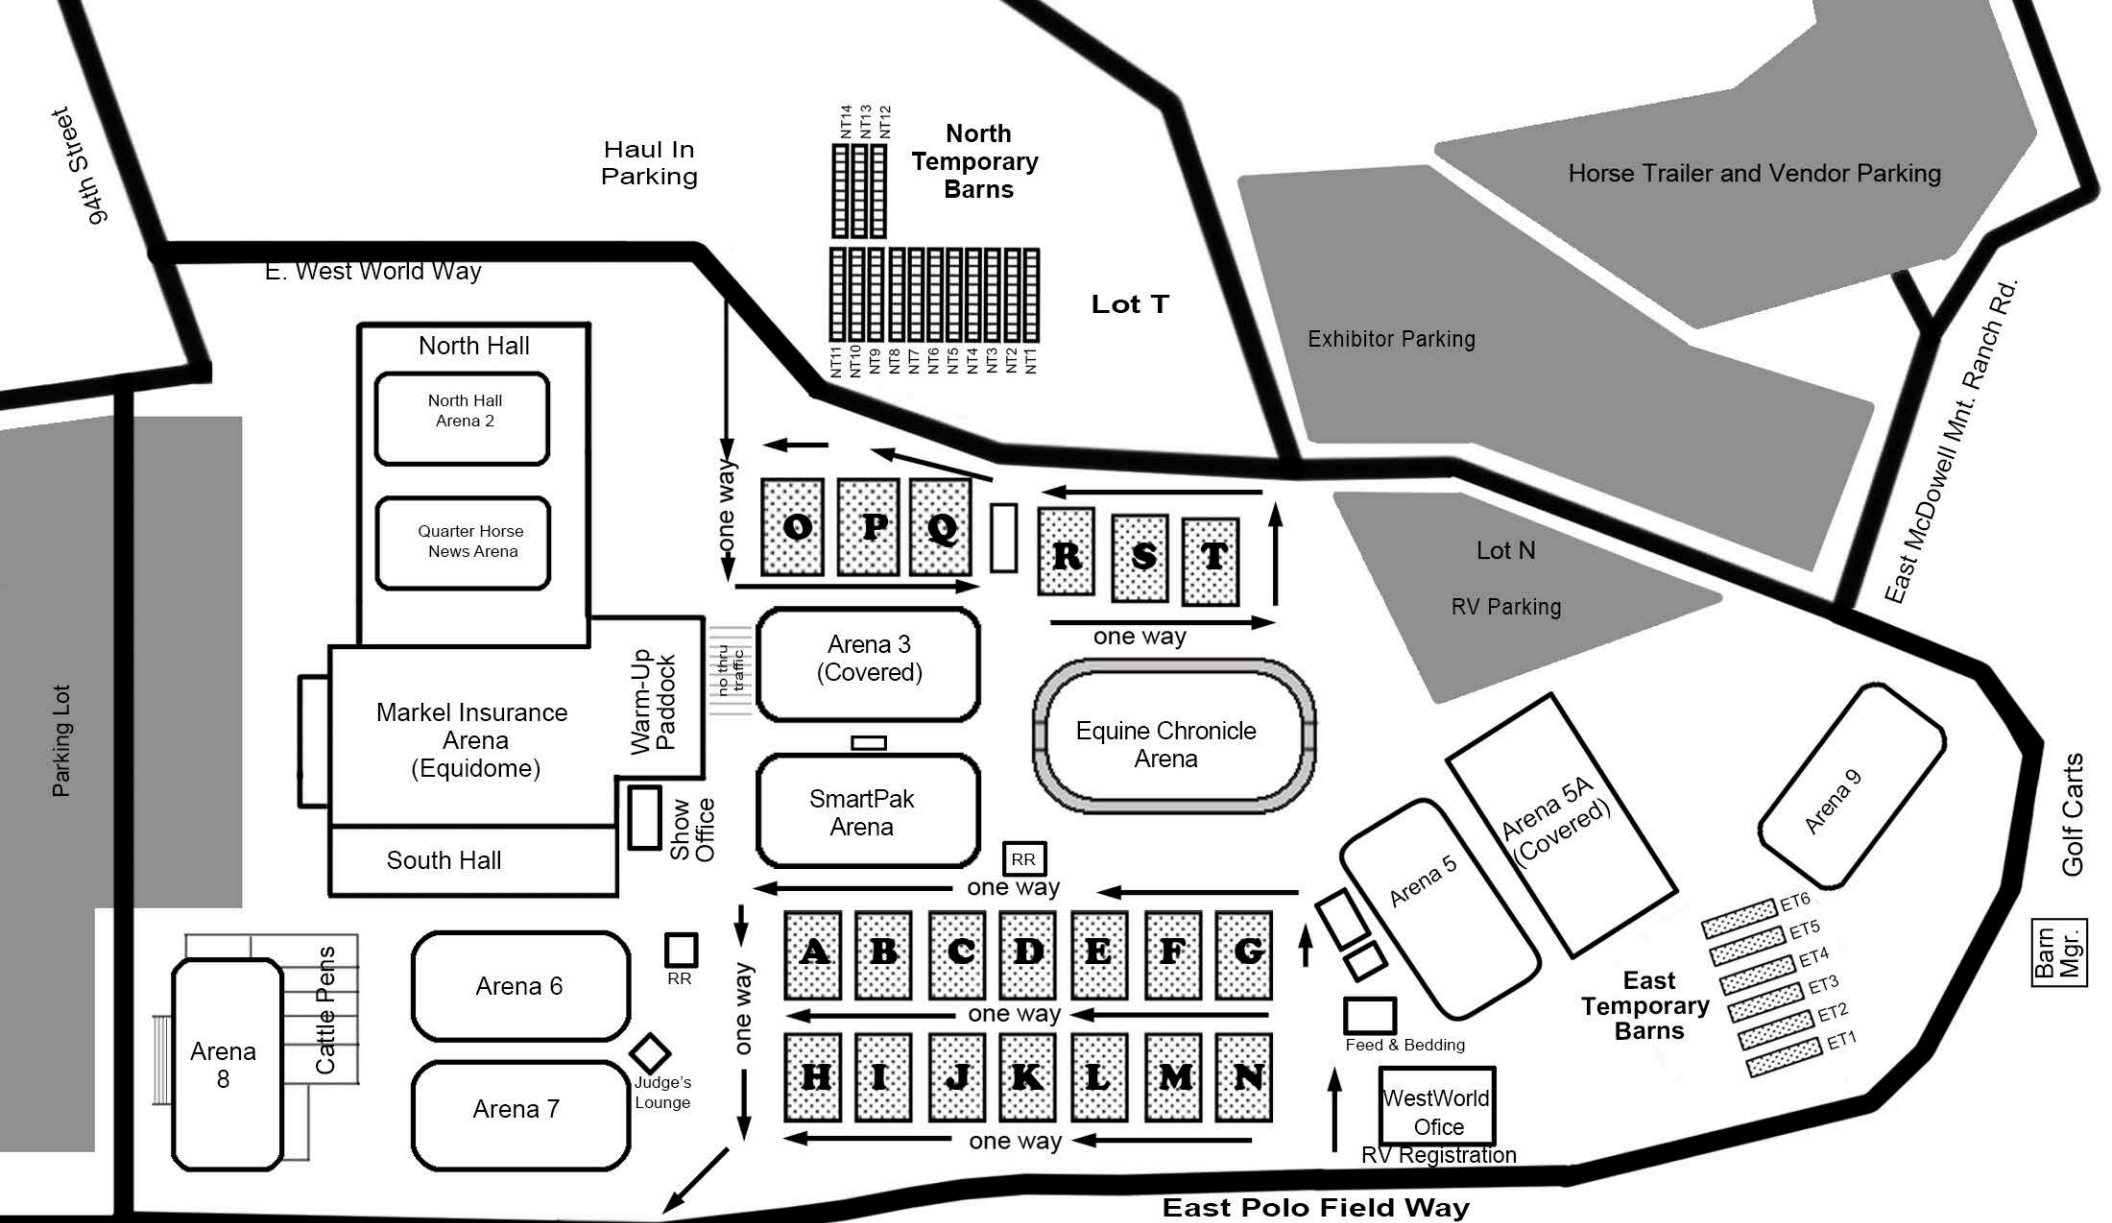 94th Street
Haul In
Parking
NT14
NT13
NT12
North
Temporary
Barns
Horse Trailer and Vendor Parking
E. West World Way
Lot T
NT11
NT10
NT9
NT8
NT7
NT6
NT5
NT4
NT3
NT2
NT1
Exhibitor Parking
East McDowell Mnt. Ranch Rd.
North Hall
North Hall
Arena 2
Quarter Horse
News Arena
one way
O
P
Q
R
S
T
one way
Lot N
RV Parking
Parking Lot
Markel Insurance
Arena
(Equidome)
Warm-Up
Paddock
no thru
traffic
Arena 3
(Covered)
Equine Chronicle
Arena
SmartPak
Arena
Show
Office
South Hall
RR
one way
Arena 5
Arena 5A
(Covered)
Arena 9
Golf Carts
Barn
Mgr.
ET6
ET5
ET4
ET3
ET2
ET1
East
Temporary
Barns
A
B
C
D
E
F
G
one way
one way
H
I
J
K
L
M
N
one way
Arena 6
RR
Arena 7
Judge's
Lounge
Arena
8
Cattle Pens
Feed & Bedding
WestWorld
Ofice
RV Registration
East Polo Field Way